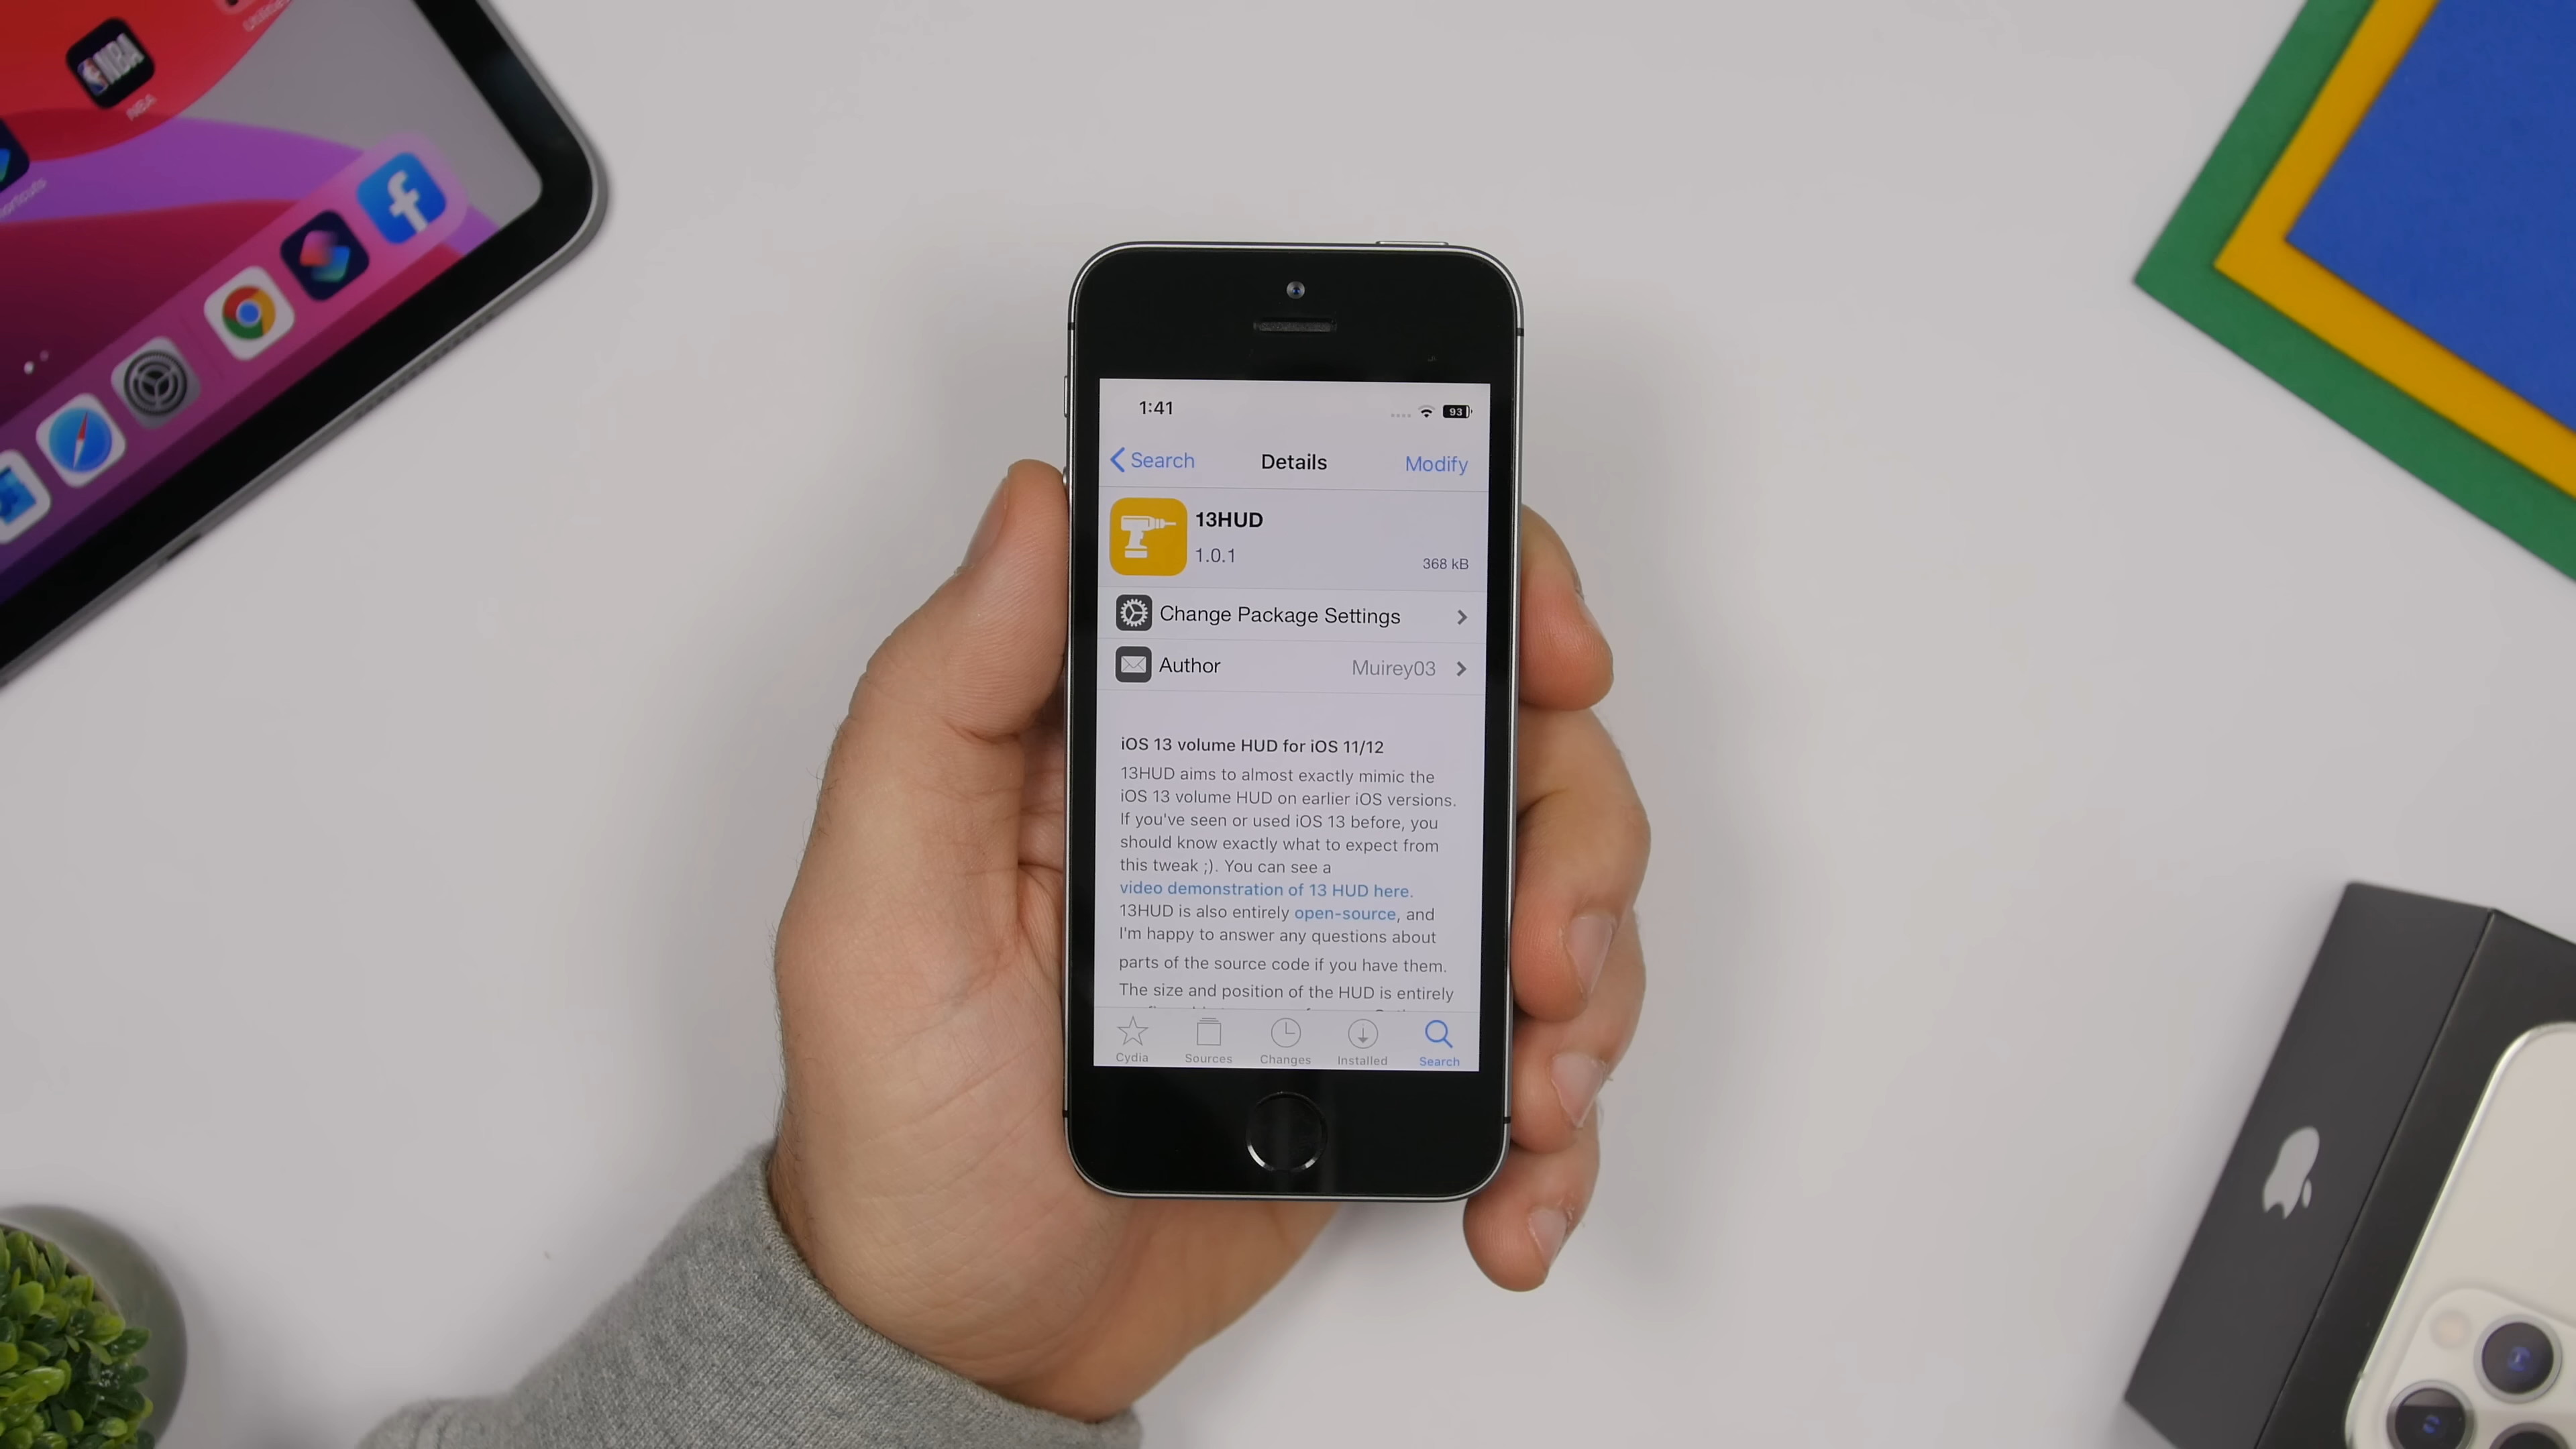 NBA
NBA
1:41
93
Search
Details
Modify
13HUD
1.0.1
368 kB
Change Package Settings
Author
Muirey03
iOS 13 volume HUD for iOS 11/12
13HUD aims to almost exactly mimic the
iOS 13 volume HUD on earlier iOS versions.
If you've seen or used iOS 13 before, you
should know exactly what to expect from
this tweak ;). You can see a
video demonstration of 13 HUD here.
13HUD is also entirely open-source, and
I'm happy to answer any questions about
parts of the source code if you have them.
The size and position of the HUD is entirely
Cydia
Sources
Changes
Installed
Search